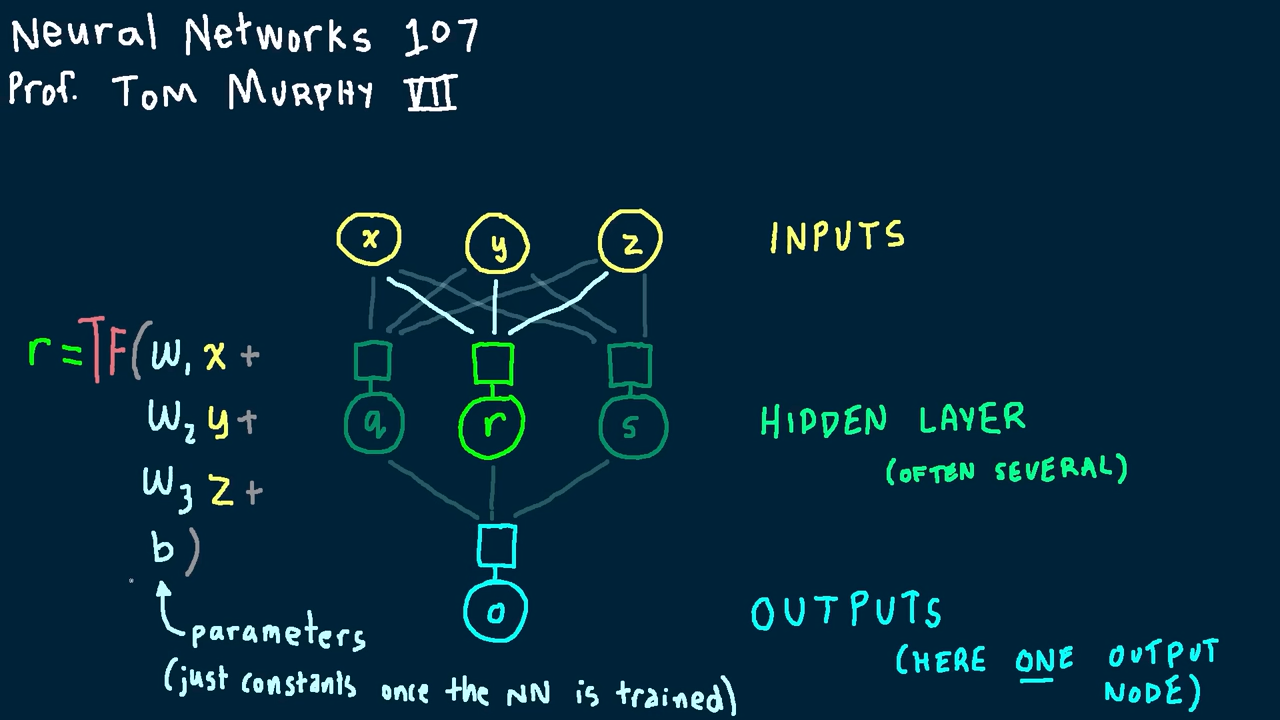 Neural Networks 107
Prof. Tom Murphy VII
x y z INPUTS
r = TF(w₁ x +
w₂ y +
w₃ z +
b)
q r s HIDDEN LAYER
(OFTEN SEVERAL)
o OUTPUTS
(HERE ONE OUTPUT
NODE)
parameters
(just constants once the NN is trained)